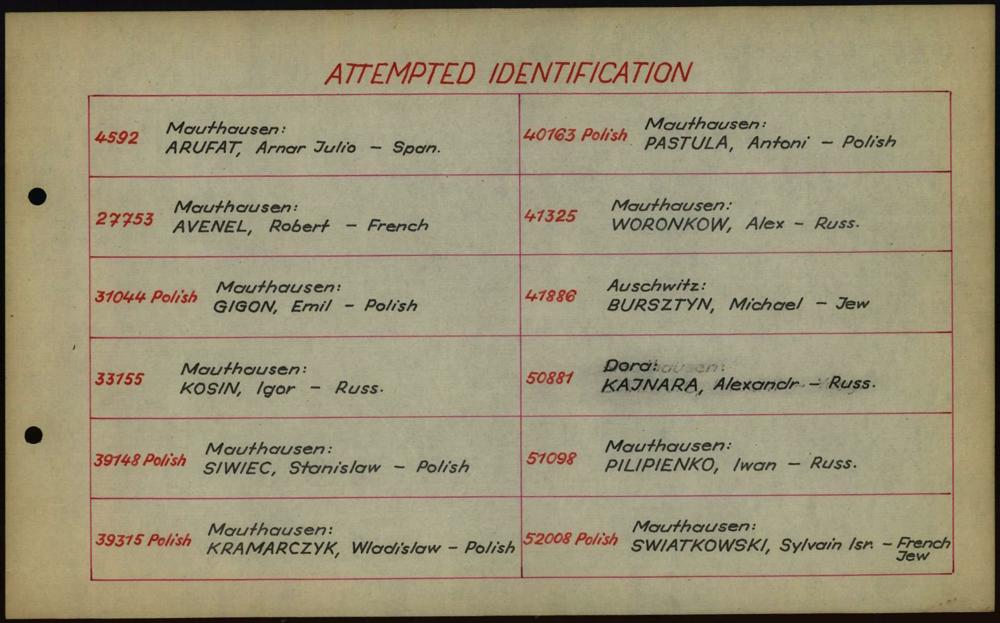 ATTEMPTED IDENTIFICATION
4592 Mauthausen:
ARUFAT, Arnar Julio - Span.
27753 Mauthausen:
AVENEL, Robert - French
31044 Polish Mauthausen:
GIGON, Emil - Polish
33155 Mauthausen:
KOSIN, Igor - Russ.
39148 Polish Mauthausen:
SIWIEC, Stanislaw - Polish
39315 Polish Mauthausen:
KRAMARCZYK, Wladislaw - Polish
40163 Polish Mauthausen:
PASTULA, Antoni - Polish
41325 Mauthausen:
WORONKOW, Alex - Russ.
41886 Auschwitz:
BURSZTYN, Michael - Jew
50881 Dora:
KAJNARA, Alexandr - Russ.
51098 Mauthausen:
PILIPIENKO, Iwan - Russ.
52008 Polish Mauthausen:
SWIATKOWSKI, Sylvain Isr. - French
Jew